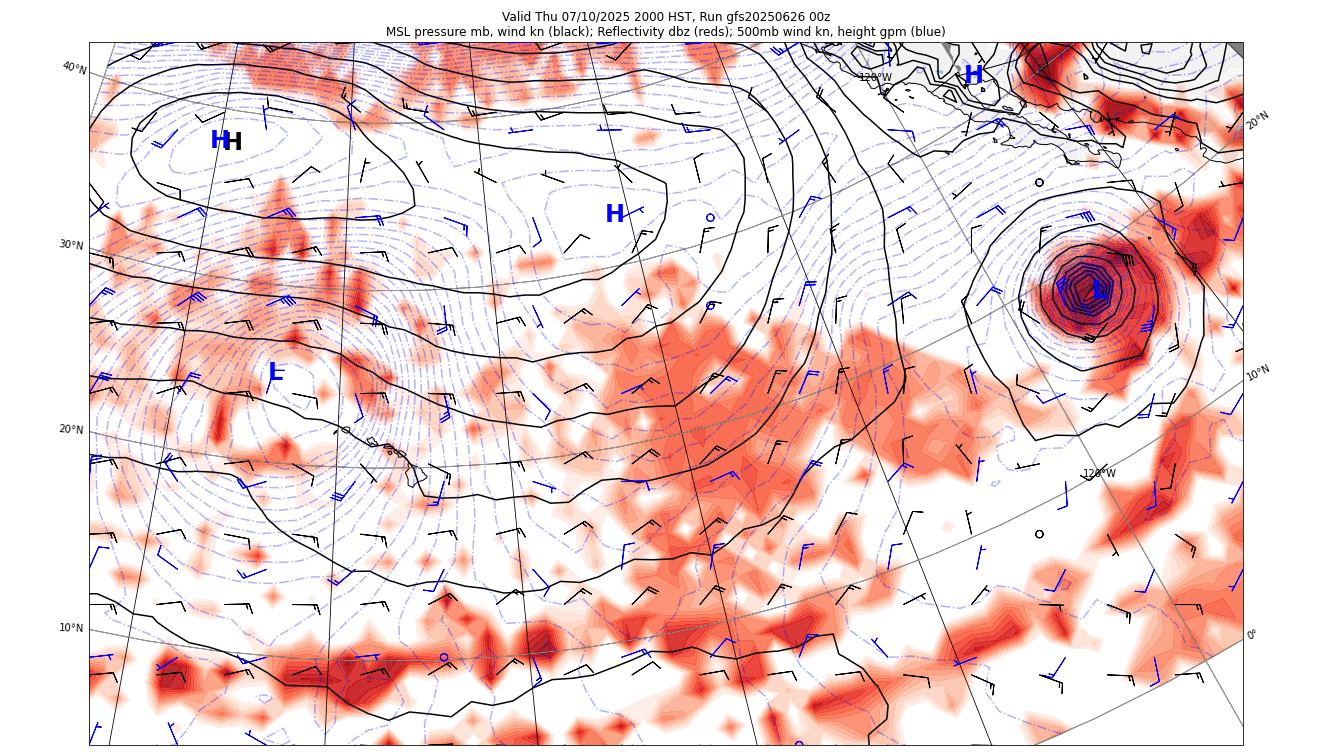 Valid Thu 07/10/2025 2000 HST, Run gfs20250626 00z
MSL pressure mb, wind kn (black); Reflectivity dbz (reds); 500mb wind kn, height gpm (blue)
40°N
120°W
H
20°N
H
H
H
30°N
L
10°N
L
20°N
120°W
10°N
0°